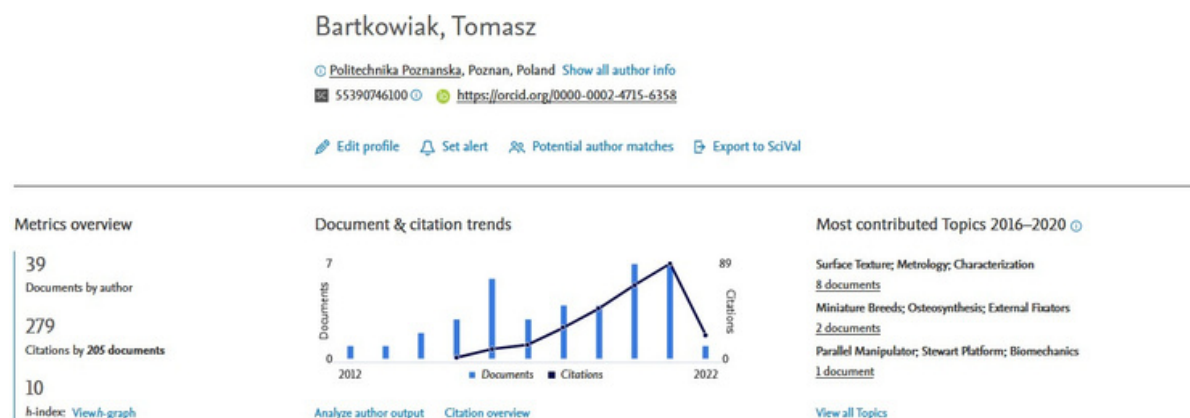 Bartkowiak, Tomasz
Politechnika Poznanska, Poznan, Poland Show all author info
SC 55390746100 iD https://orcid.org/0000-0002-4715-6358
Edit profile Set alert Potential author matches Export to SciVal
Metrics overview
39
Documents by author
279
Citations by 205 documents
10
h-index: View h-graph
Document & citation trends
7 89
Documents
Citations
0 0
2012 2022
Documents Citations
Analyze author output Citation overview
Most contributed Topics 2016–2020
Surface Texture; Metrology; Characterization
8 documents
Miniature Breeds; Osteosynthesis; External Fixators
2 documents
Parallel Manipulator; Stewart Platform; Biomechanics
1 document
View all Topics